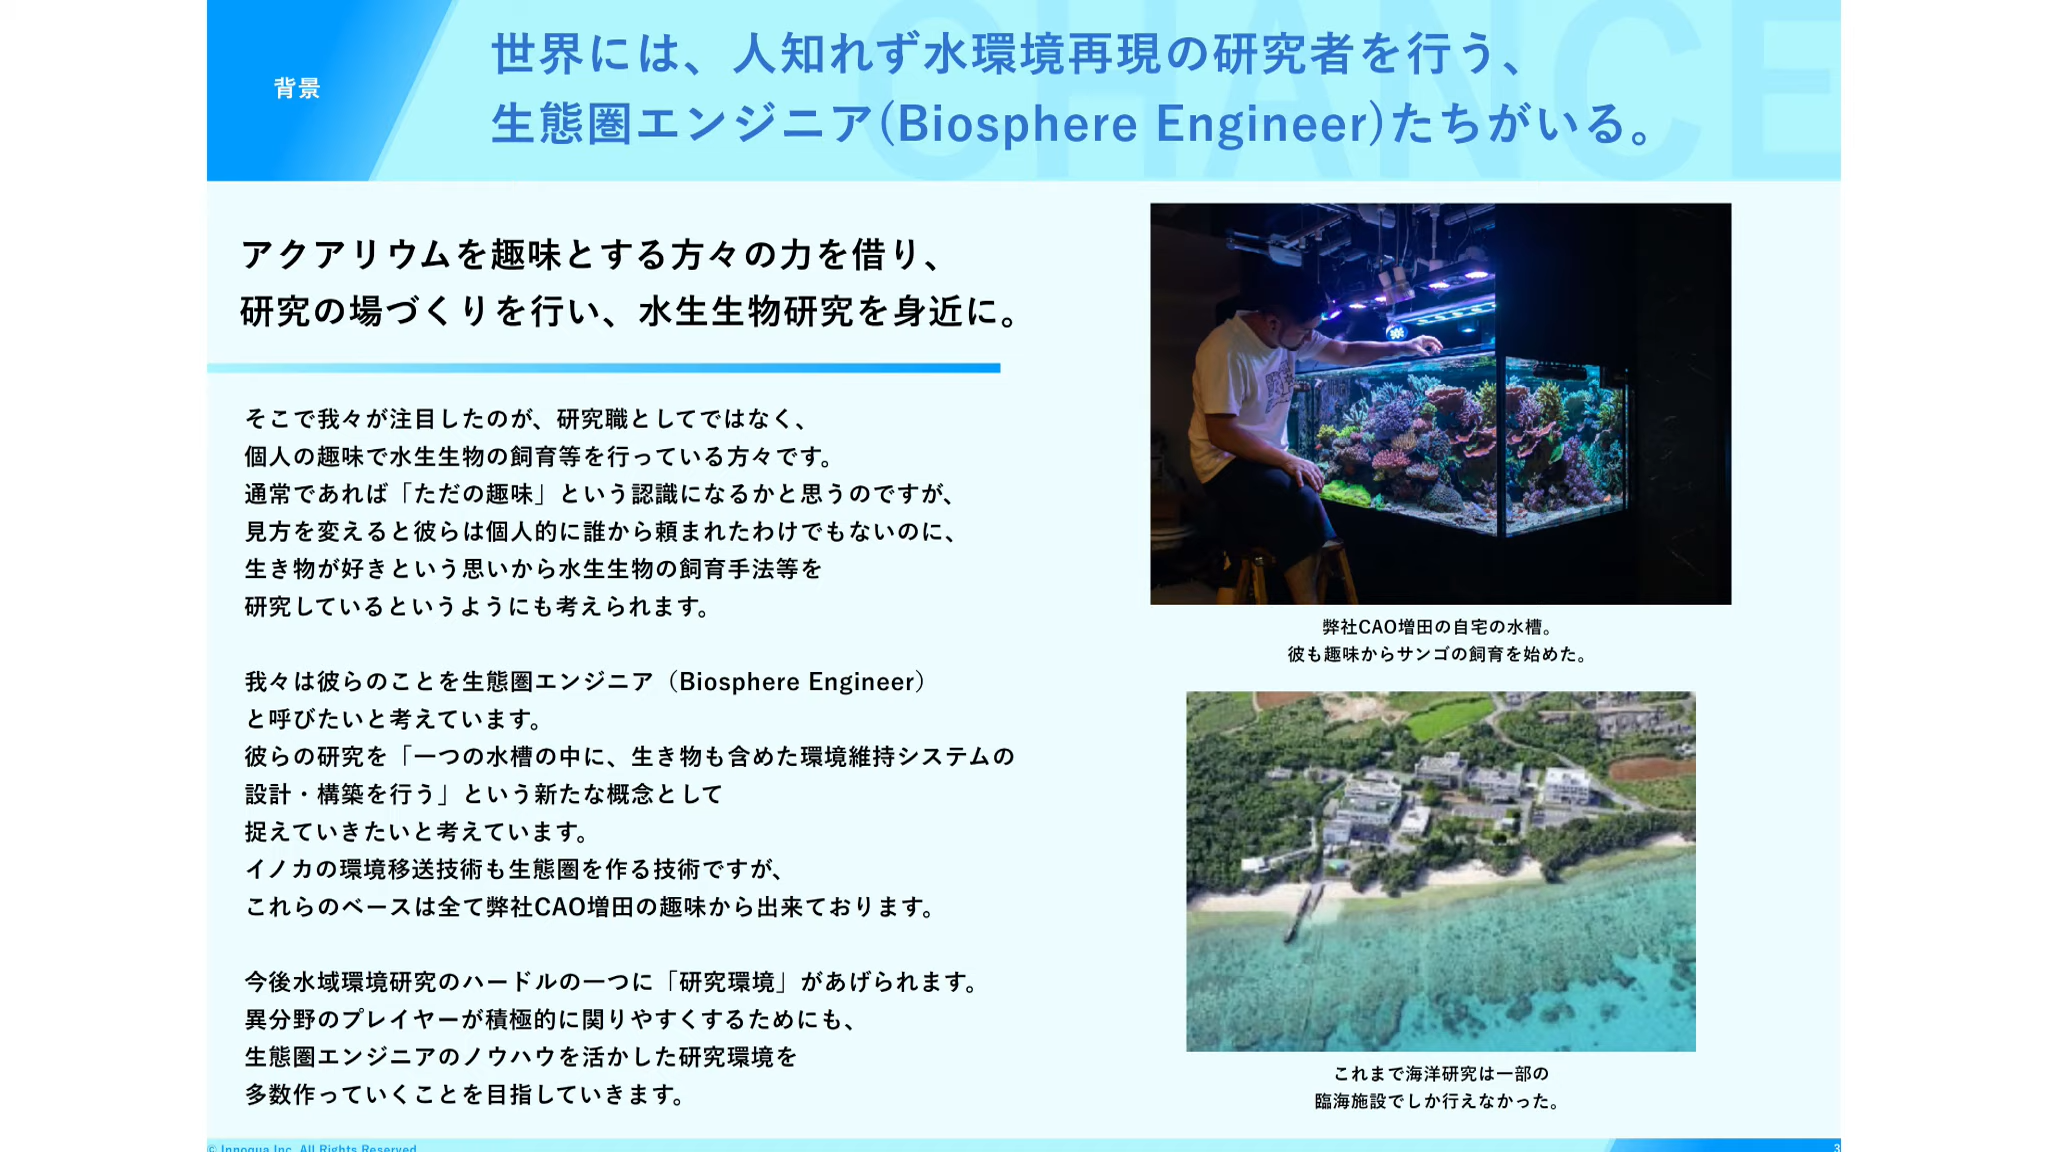 背景
世界には、人知れず水環境再現の研究者を行う、
生態圏エンジニア(Biosphere Engineer)たちがいる。
CHANCE
アクアリウムを趣味とする方々の力を借り、
研究の場づくりを行い、水生生物研究を身近に。
そこで我々が注目したのが、研究職としてではなく、
個人の趣味で水生生物の飼育等を行っている方々です。
通常であれば「ただの趣味」という認識になるかと思うのですが、
見方を変えると彼らは個人的に誰から頼まれたわけでもないのに、
生き物が好きという思いから水生生物の飼育手法等を
研究しているというようにも考えられます。
我々は彼らのことを生態圏エンジニア（Biosphere Engineer）
と呼びたいと考えています。
彼らの研究を「一つの水槽の中に、生き物も含めた環境維持システムの
設計・構築を行う」という新たな概念として
捉えていきたいと考えています。
イノカの環境移送技術も生態圏を作る技術ですが、
これらのベースは全て弊社CAO増田の趣味から出来ております。
今後水域環境研究のハードルの一つに「研究環境」があげられます。
異分野のプレイヤーが積極的に関りやすくするためにも、
生態圏エンジニアのノウハウを活かした研究環境を
多数作っていくことを目指していきます。
弊社CAO増田の自宅の水槽。
彼も趣味からサンゴの飼育を始めた。
これまで海洋研究は一部の
臨海施設でしか行えなかった。
© Innoqua Inc. All Rights Reserved
3